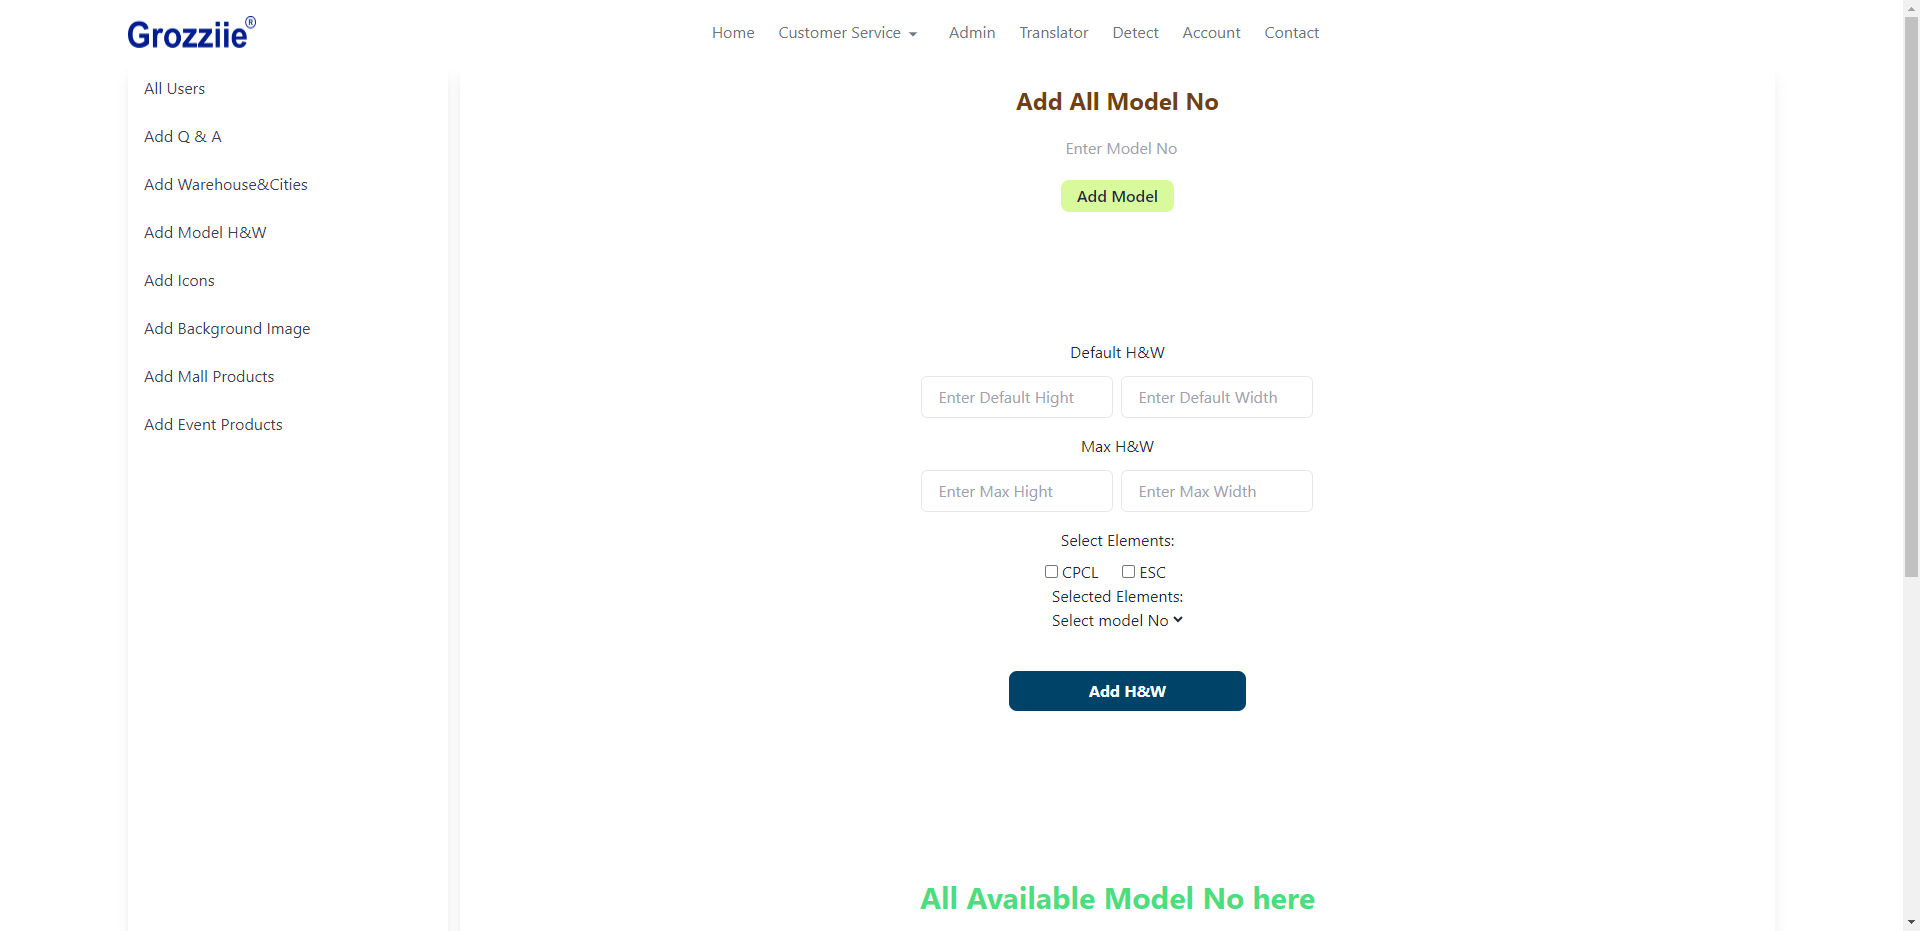 Grozziie®
Home Customer Service Admin Translator Detect Account Contact
All Users
Add Q & A
Add Warehouse&Cities
Add Model H&W
Add Icons
Add Background Image
Add Mall Products
Add Event Products
Add All Model No
Enter Model No
Add Model
Default H&W
Enter Default Hight Enter Default Width
Max H&W
Enter Max Hight Enter Max Width
Select Elements:
CPCL ESC
Selected Elements:
Select model No
Add H&W
All Available Model No here